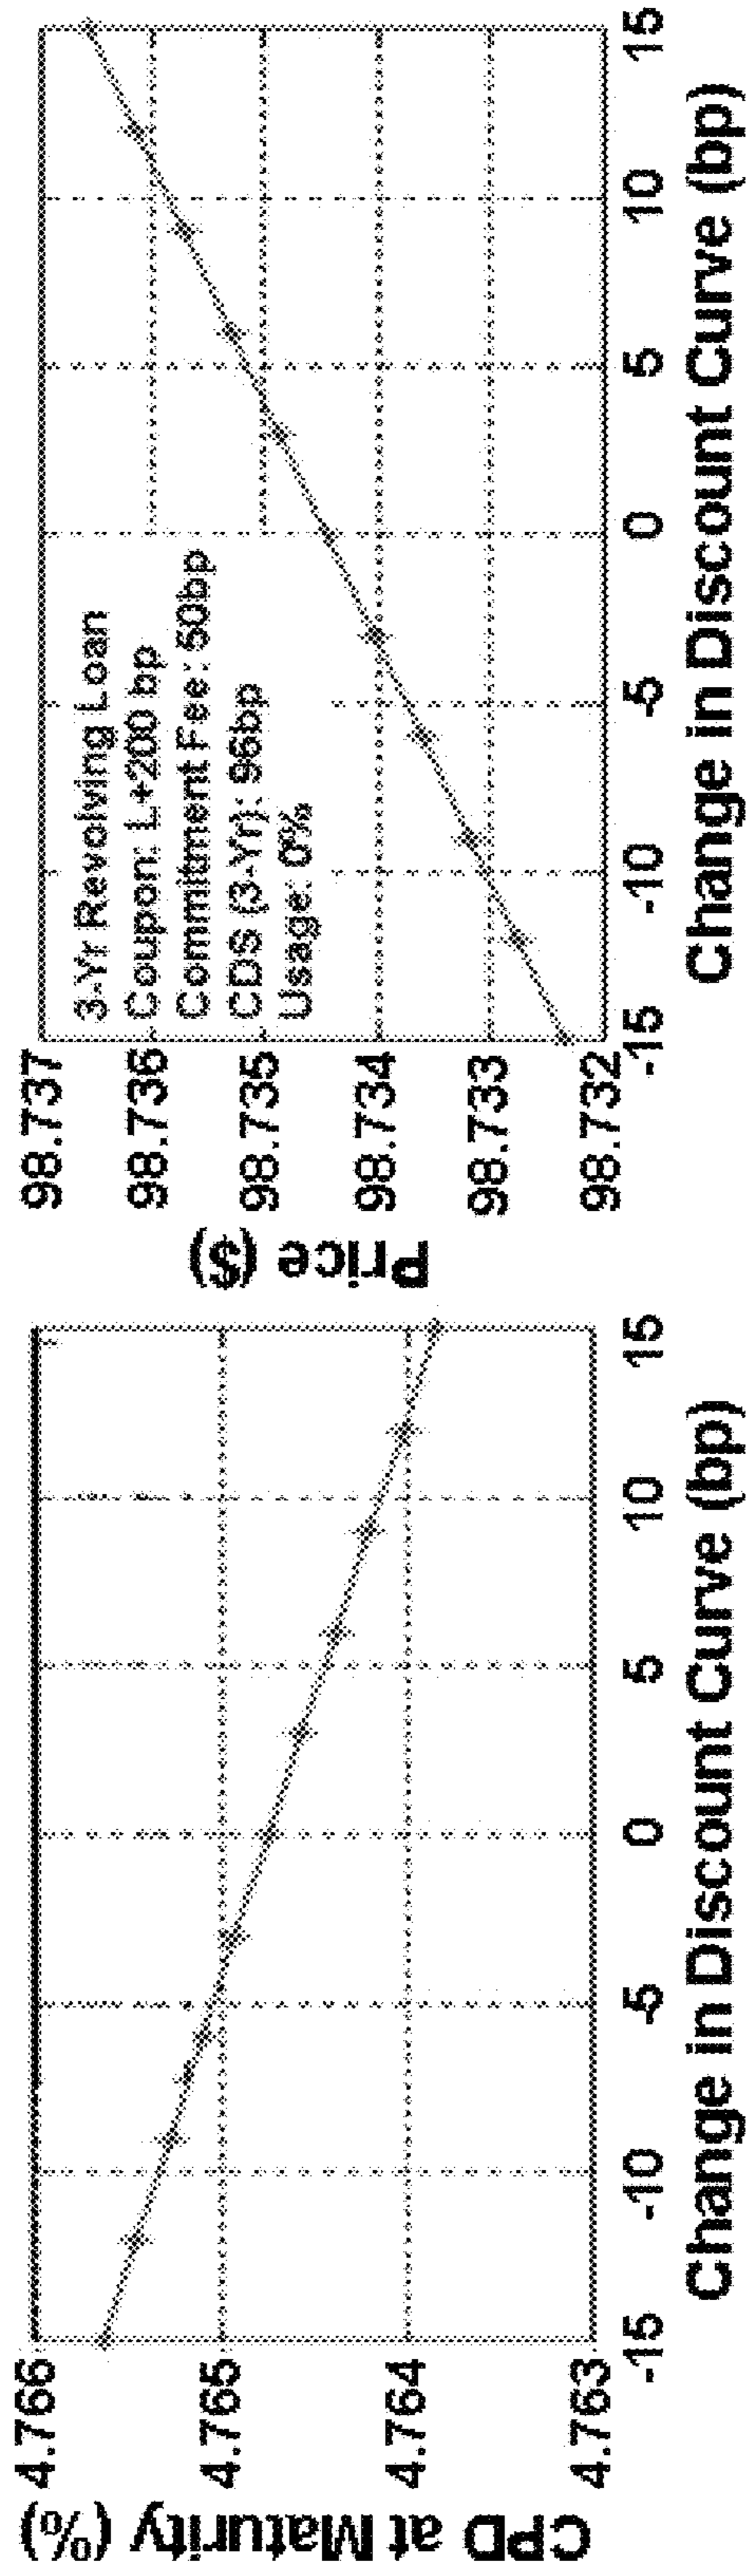 CPD at Maturity (%)
4.766
4.765
4.764
4.763
-15
-10
-5
0
5
10
15
Change in Discount Curve (bp)
Price ($)
98.737
98.736
98.735
98.734
98.733
98.732
3-Yr Revolving Loan
Coupon: L+200 bp
Commitment Fee: 50bp
CDS (3-Yr): 96bp
Usage: 0%
-15
-10
-5
0
5
10
15
Change in Discount Curve (bp)